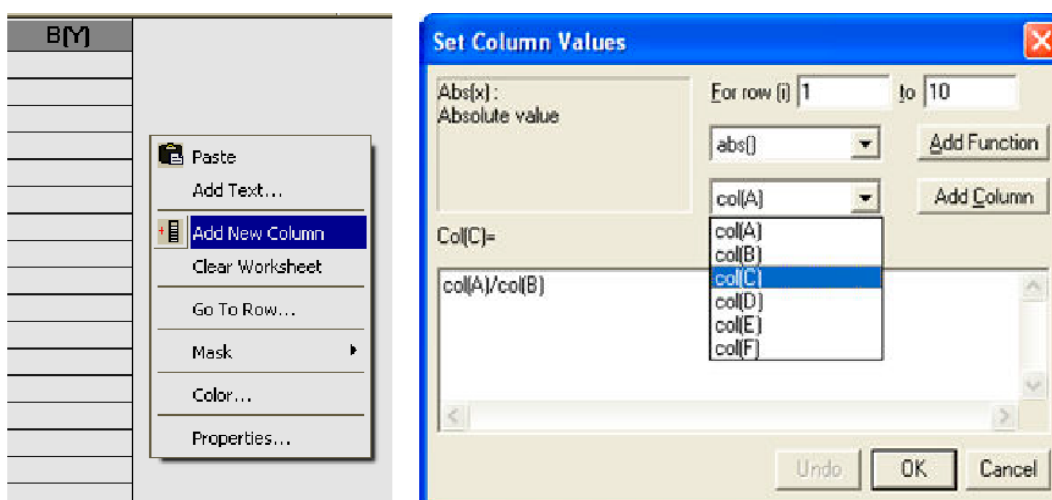 B(Y)
Paste
Add Text...
Add New Column
Clear Worksheet
Go To Row...
Mask
Color...
Properties...
Set Column Values
Abs(x) :
Absolute value
For row (i) 1 to 10
abs() Add Function
col(A) Add Column
col(A)
col(B)
col(C)
col(D)
col(E)
col(F)
Col(C)=
col(A)/col(B)
Undo OK Cancel